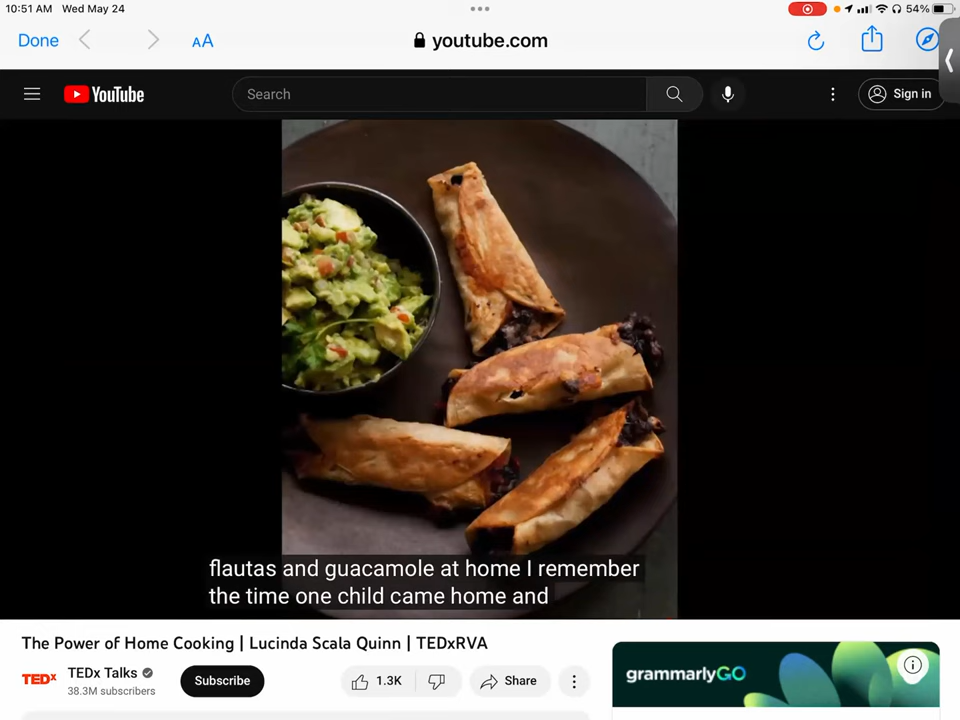 10:51 AM Wed May 24
54%
Done
AA
youtube.com
YouTube
Search
Sign in
flautas and guacamole at home I remember
the time one child came home and
The Power of Home Cooking | Lucinda Scala Quinn | TEDxRVA
TEDx
TEDx Talks
38.3M subscribers
Subscribe
1.3K
Share
grammarlyGO